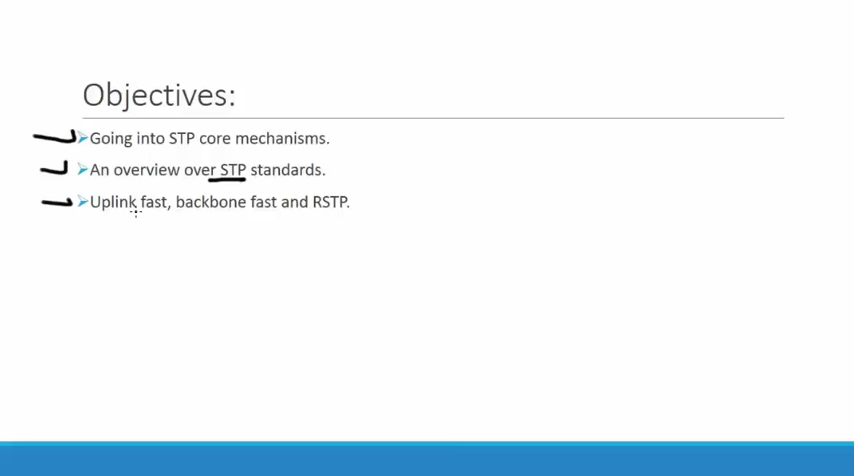 Objectives:
Going into STP core mechanisms.
An overview over STP standards.
Uplink fast, backbone fast and RSTP.